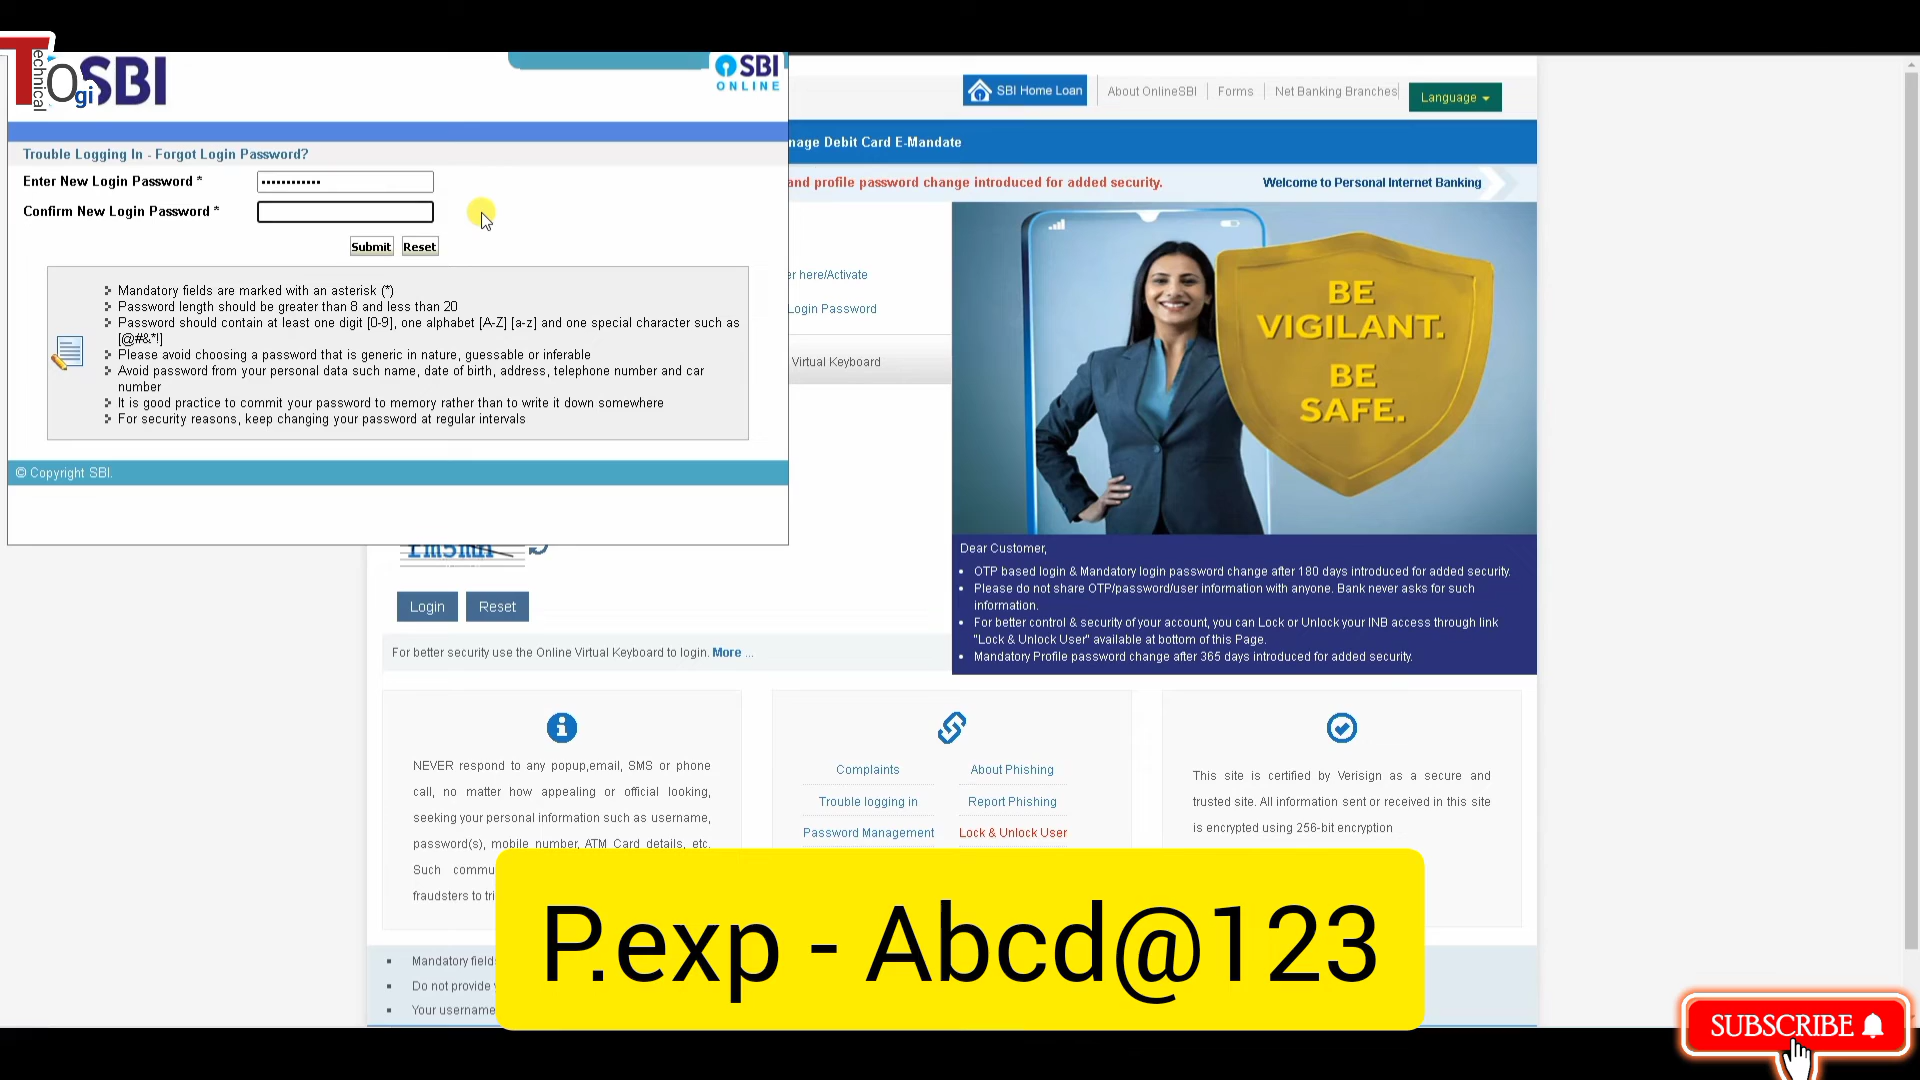 Technical
Ogi
SBI
SBI
ONLINE
Trouble Logging In - Forgot Login Password?
Enter New Login Password *
Confirm New Login Password *
Submit Reset
Mandatory fields are marked with an asterisk (*)
Password length should be greater than 8 and less than 20
Password should contain at least one digit [0-9], one alphabet [A-Z] [a-z] and one special character such as
[@#&*!]
Please avoid choosing a password that is generic in nature, guessable or inferable
Avoid password from your personal data such name, date of birth, address, telephone number and car
number
It is good practice to commit your password to memory rather than to write it down somewhere
For security reasons, keep changing your password at regular intervals
© Copyright SBI.
SBI Home Loan About OnlineSBI Forms Net Banking Branches Language
Debit Card E-Mandate
and profile password change introduced for added security. Welcome to Personal Internet Banking
here/Activate
Login Password
Virtual Keyboard
BE
VIGILANT.
BE
SAFE.
Dear Customer,
OTP based login & Mandatory login password change after 180 days introduced for added security.
Please do not share OTP/password/user information with anyone. Bank never asks for such
information.
For better control & security of your account, you can Lock or Unlock your INB access through link
"Lock & Unlock User" available at bottom of this Page.
Mandatory Profile password change after 365 days introduced for added security.
Login Reset
For better security use the Online Virtual Keyboard to login. More ...
NEVER respond to any popup,email, SMS or phone
call, no matter how appealing or official looking,
seeking your personal information such as username,
password(s), mobile number, ATM Card details, etc.
Such
fraudsters to
Complaints About Phishing
Trouble logging in Report Phishing
Password Management Lock & Unlock User
This site is certified by Verisign as a secure and
trusted site. All information sent or received in this site
is encrypted using 256-bit encryption
Mandatory
Do not provide
Your username
P.exp - Abcd@123
SUBSCRIBE